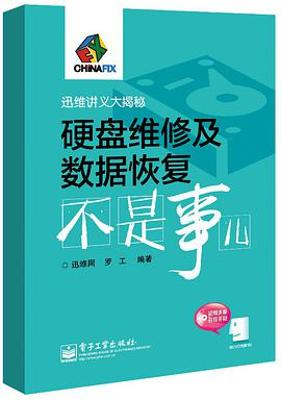 CHINAFIX
迅维讲义大揭秘
硬盘维修及
数据恢复
不是事儿
◎迅维网 罗 工 编著
电子工业出版社